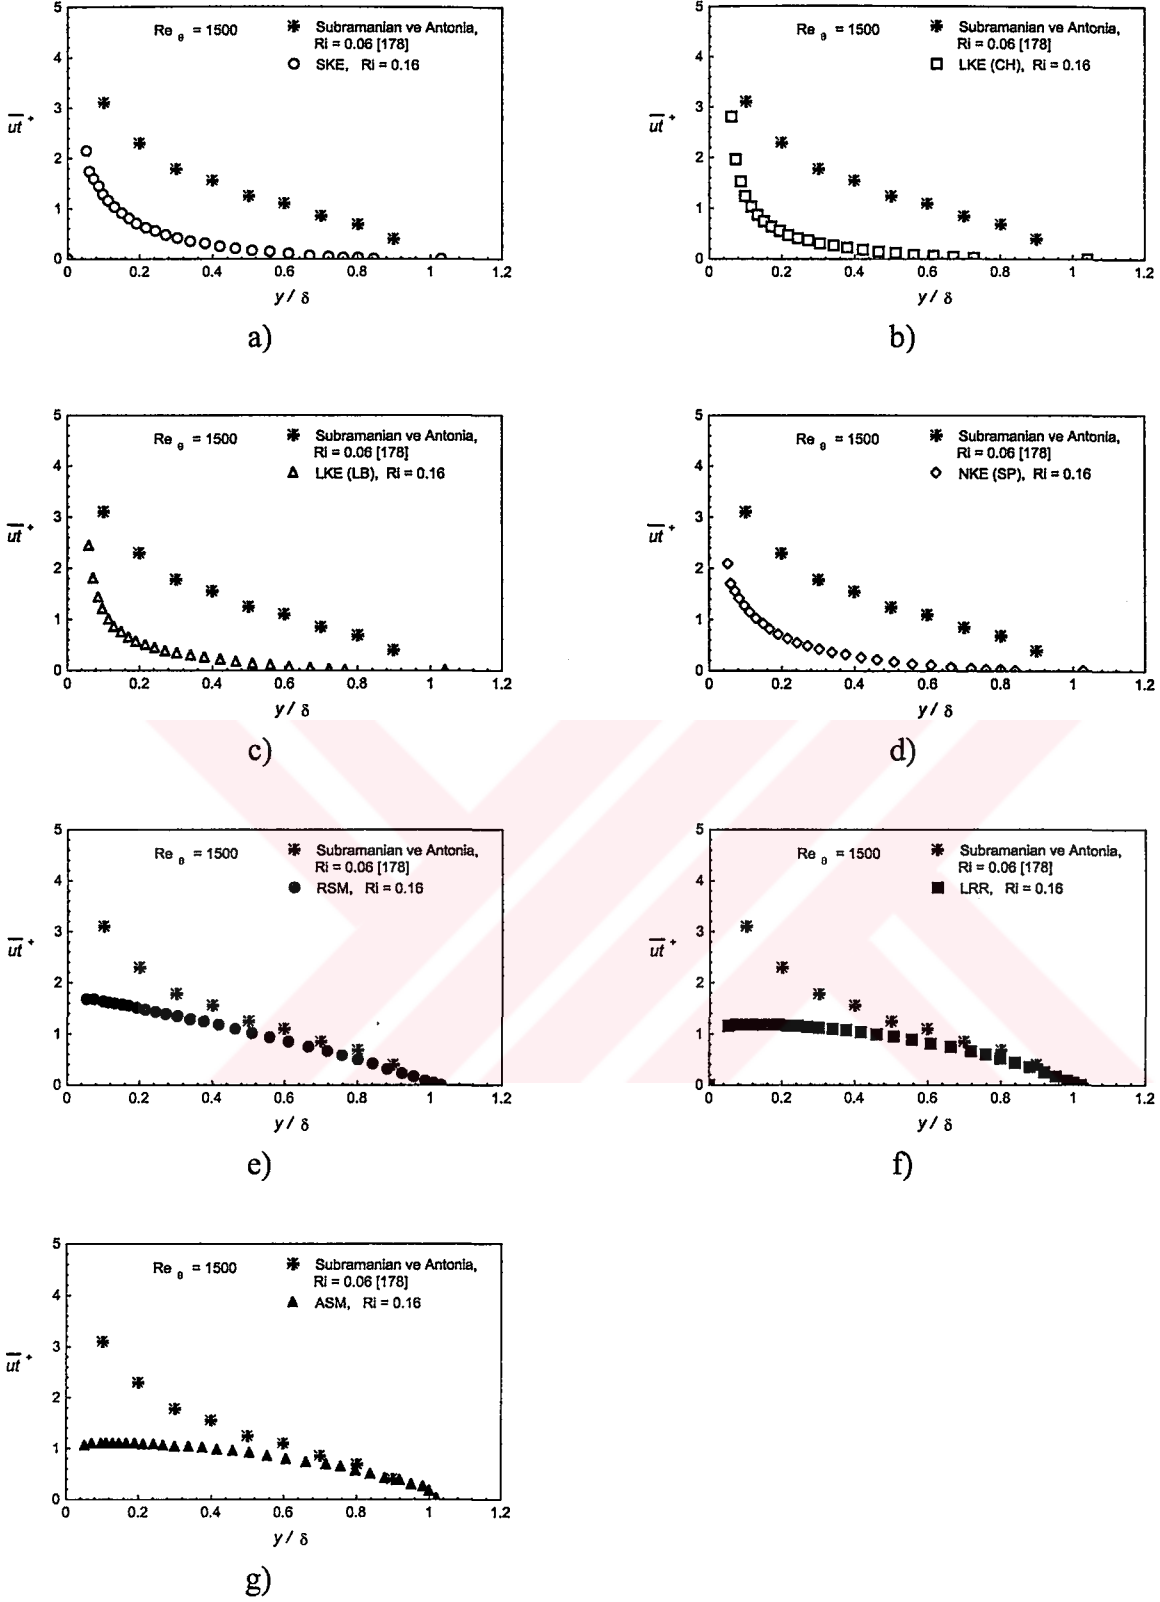 5
4
3
2
1
0
ut +
Re θ = 1500
Subramanian ve Antonia,
Ri = 0.06 [178]
SKE, Ri = 0.16
0 0.2 0.4 0.6 0.8 1 1.2
y / δ
a)
5
4
3
2
1
0
ut +
Re θ = 1500
Subramanian ve Antonia,
Ri = 0.06 [178]
LKE (CH), Ri = 0.16
0 0.2 0.4 0.6 0.8 1 1.2
y / δ
b)
5
4
3
2
1
0
ut +
Re θ = 1500
Subramanian ve Antonia,
Ri = 0.06 [178]
LKE (LB), Ri = 0.16
0 0.2 0.4 0.6 0.8 1 1.2
y / δ
c)
5
4
3
2
1
0
ut +
Re θ = 1500
Subramanian ve Antonia,
Ri = 0.06 [178]
NKE (SP), Ri = 0.16
0 0.2 0.4 0.6 0.8 1 1.2
y / δ
d)
5
4
3
2
1
0
ut +
Re θ = 1500
Subramanian ve Antonia,
Ri = 0.06 [178]
RSM, Ri = 0.16
0 0.2 0.4 0.6 0.8 1 1.2
y / δ
e)
5
4
3
2
1
0
ut +
Re θ = 1500
Subramanian ve Antonia,
Ri = 0.06 [178]
LRR, Ri = 0.16
0 0.2 0.4 0.6 0.8 1 1.2
y / δ
f)
5
4
3
2
1
0
ut +
Re θ = 1500
Subramanian ve Antonia,
Ri = 0.06 [178]
ASM, Ri = 0.16
0 0.2 0.4 0.6 0.8 1 1.2
y / δ
g)